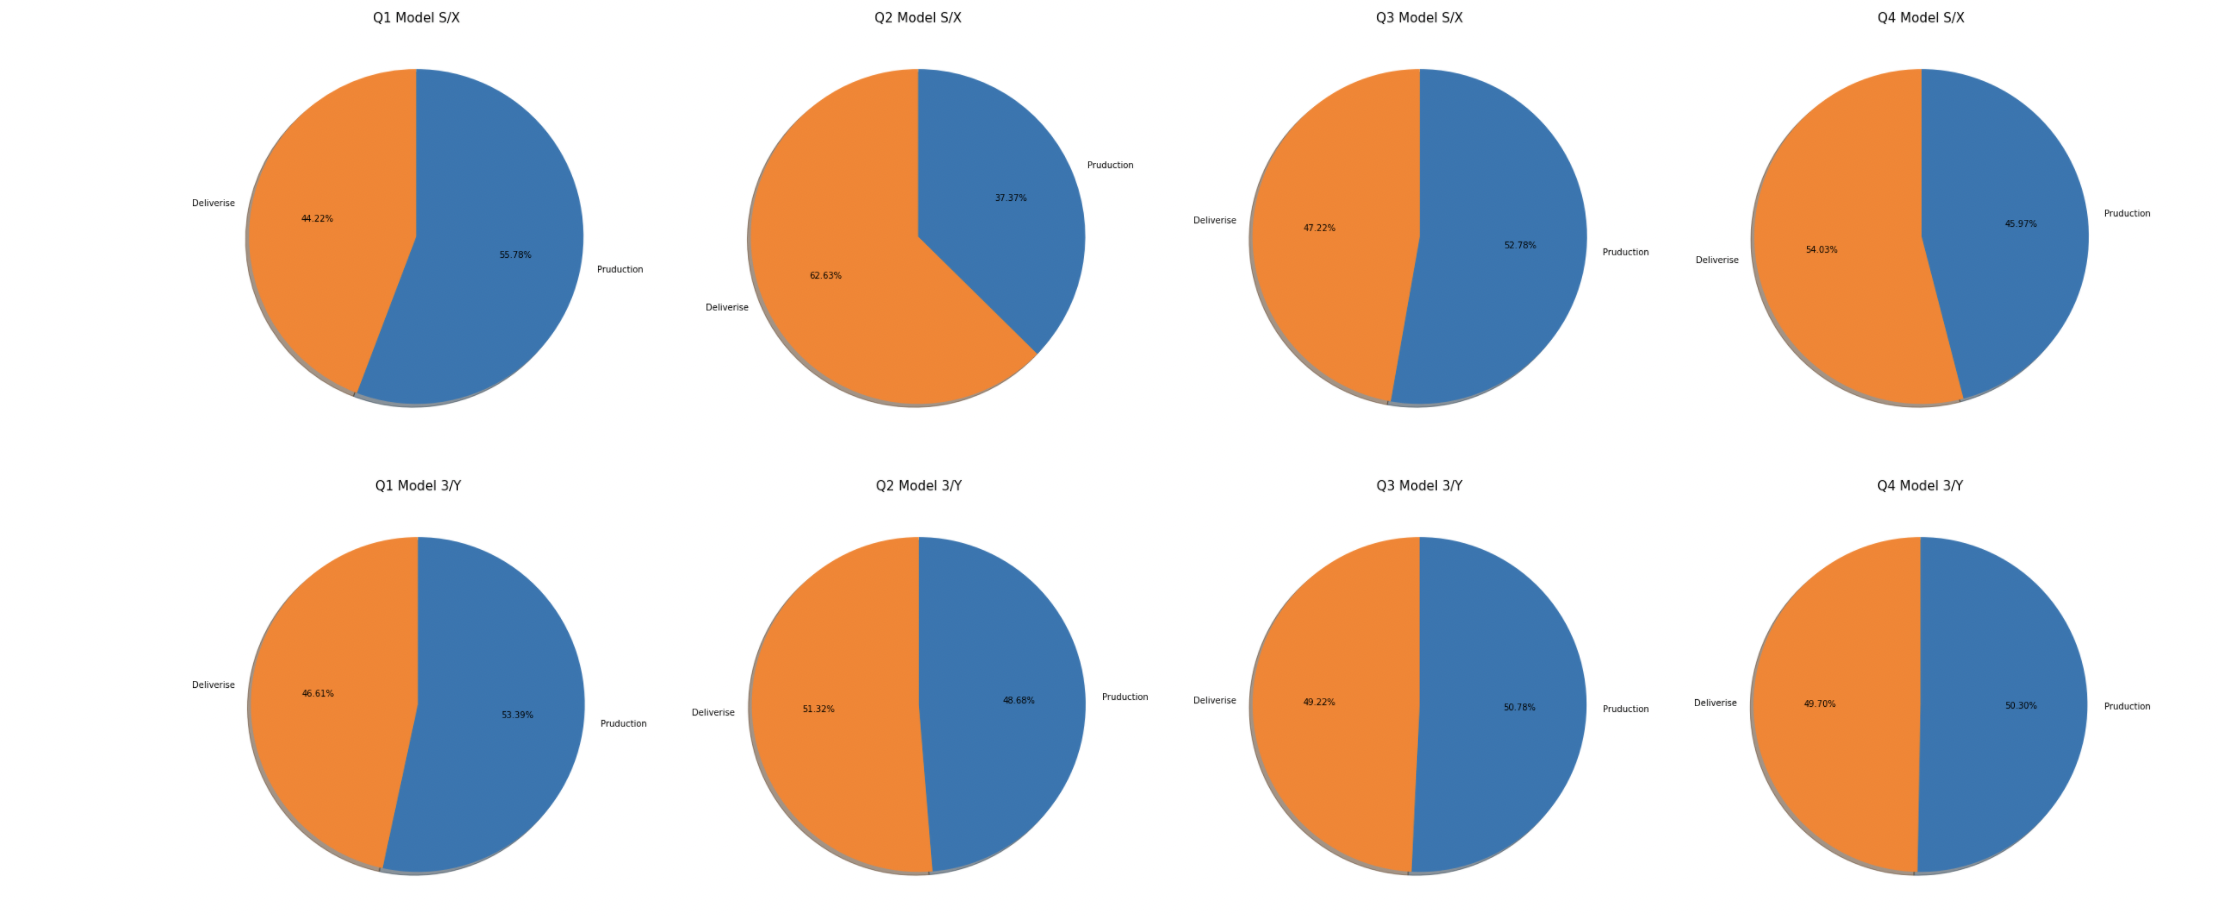 Q1 Model S/X
Deliverise
44.22%
55.78%
Pruduction
Q2 Model S/X
Pruduction
37.37%
62.63%
Deliverise
Q3 Model S/X
Deliverise
47.22%
52.78%
Pruduction
Q4 Model S/X
Pruduction
45.97%
54.03%
Deliverise
Q1 Model 3/Y
Deliverise
46.61%
53.39%
Pruduction
Q2 Model 3/Y
Pruduction
48.68%
51.32%
Deliverise
Q3 Model 3/Y
Deliverise
49.22%
50.78%
Pruduction
Q4 Model 3/Y
Deliverise
49.70%
50.30%
Pruduction